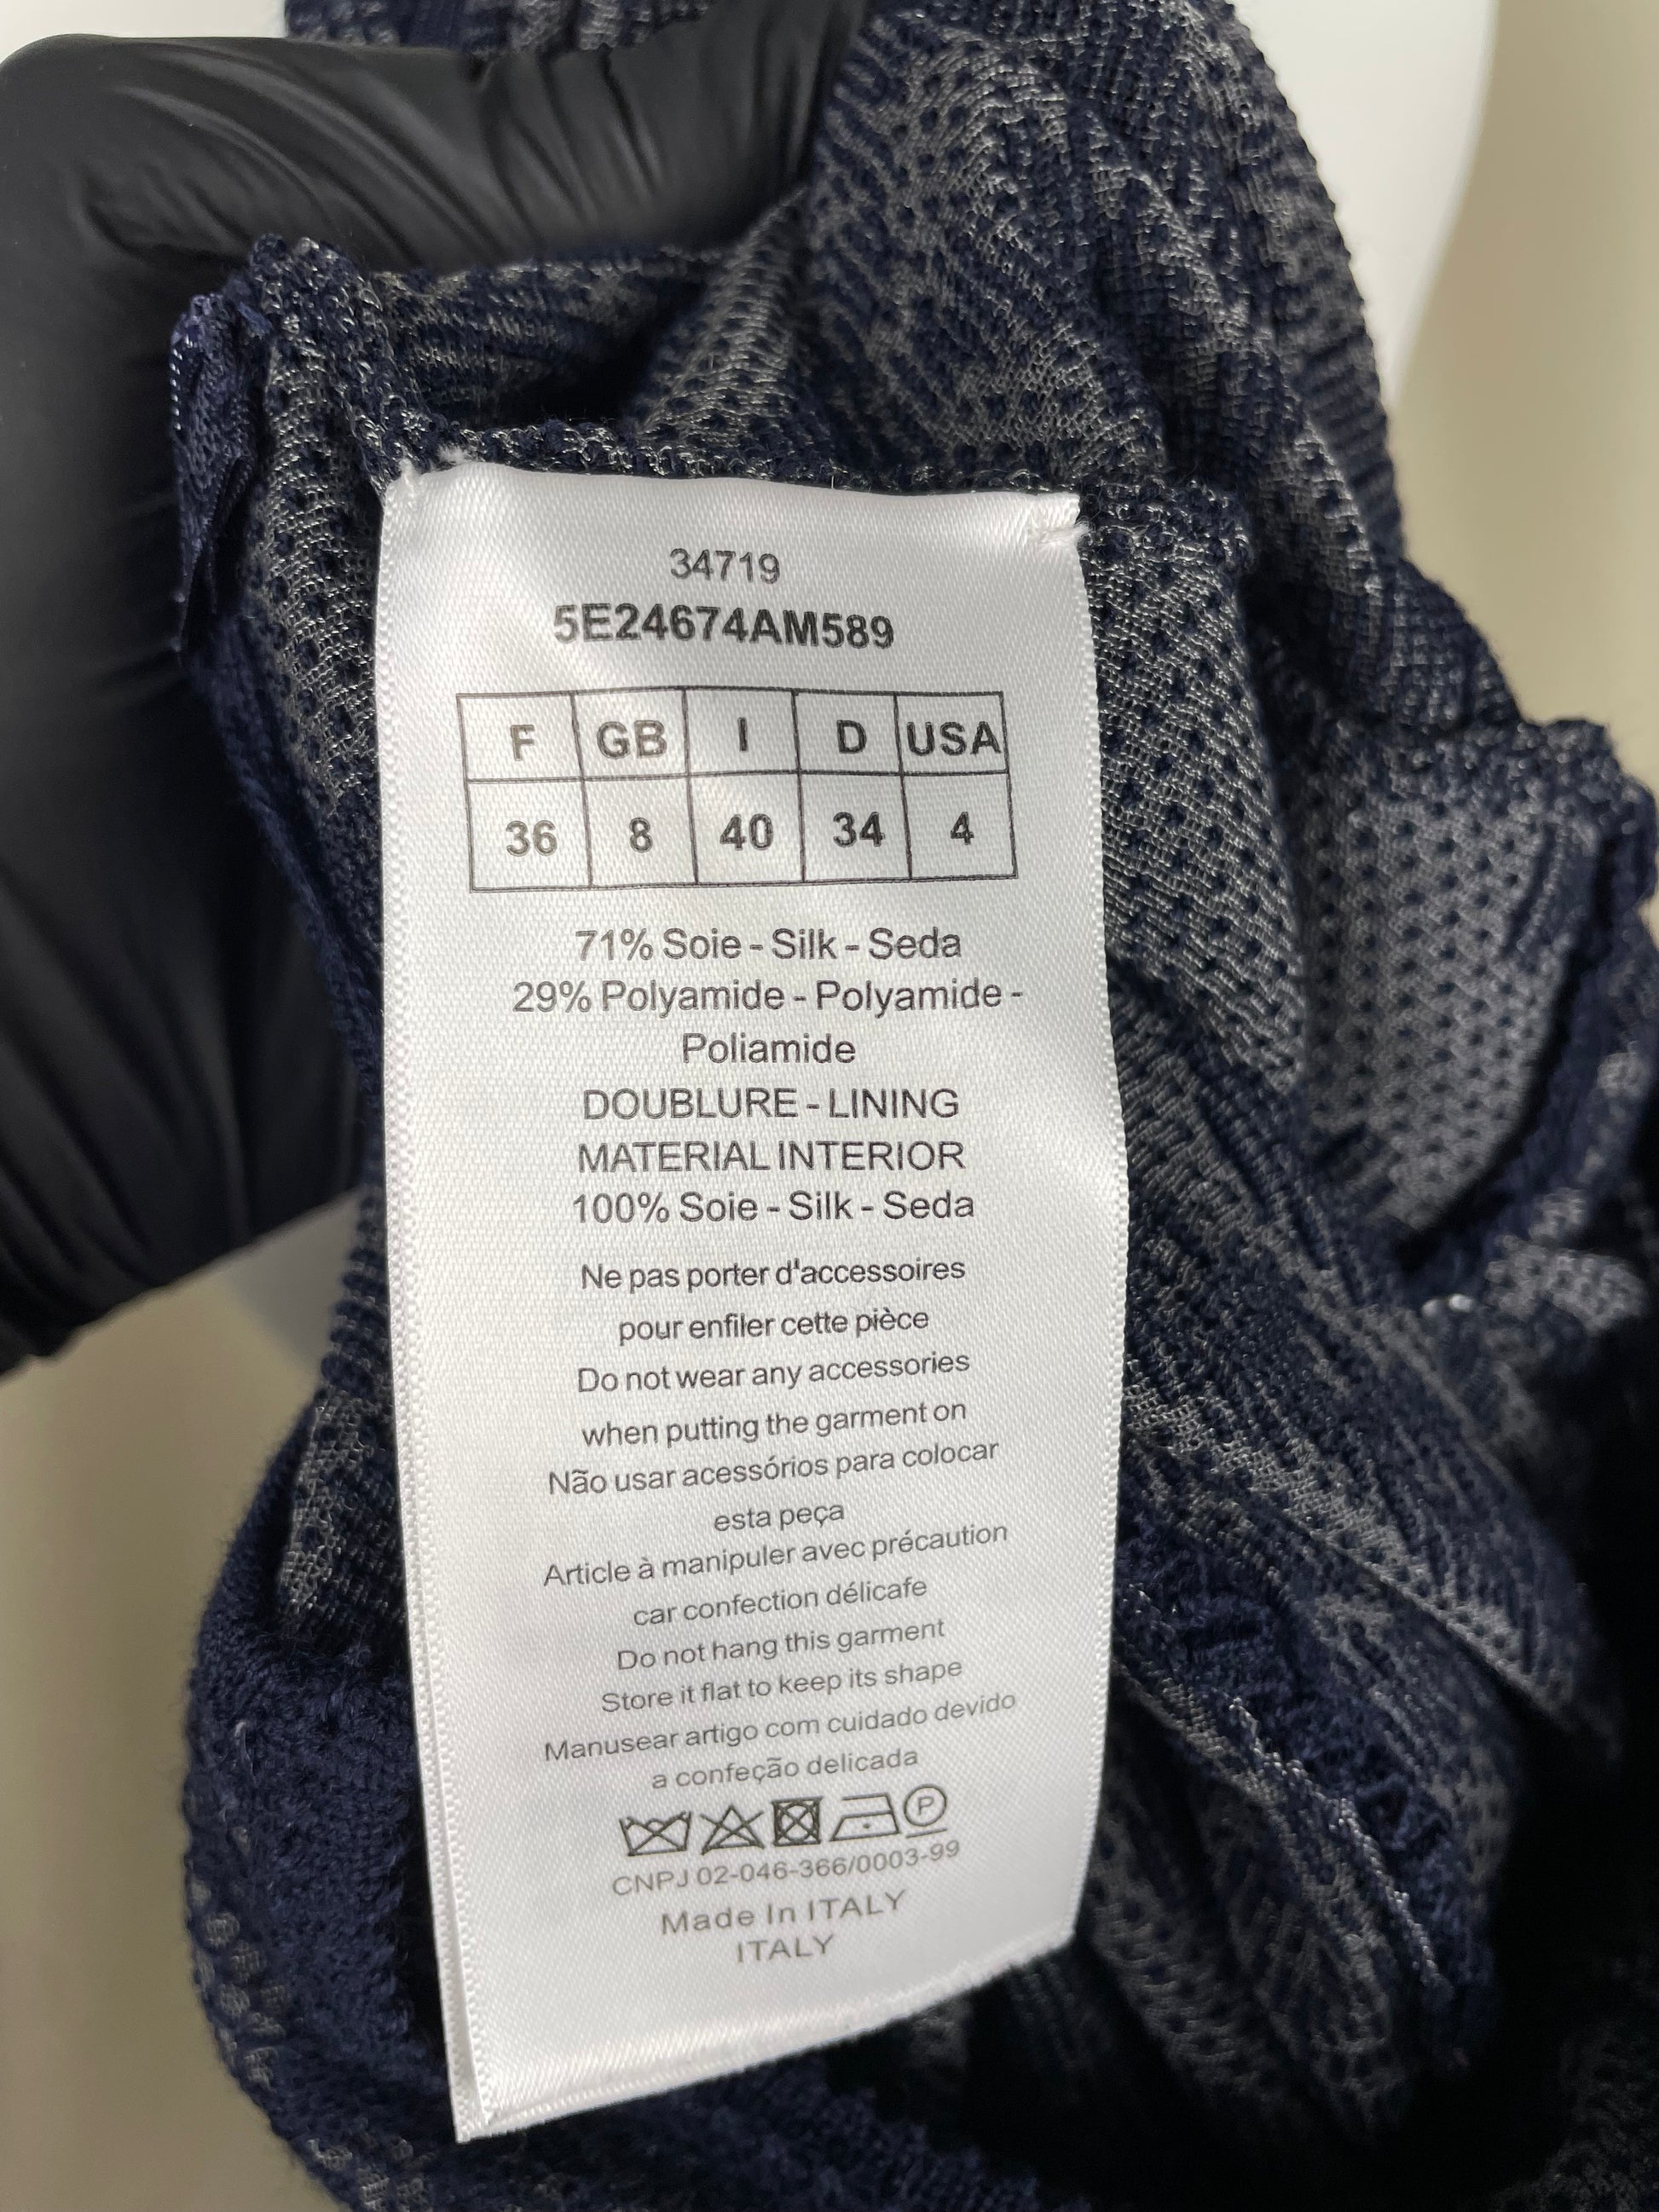 34719
5E24674AM589
F GB I D USA
36 8 40 34 4
71% Soie - Silk - Seda
29% Polyamide - Polyamide -
Poliamide
DOUBLURE - LINING
MATERIAL INTERIOR
100% Soie - Silk - Seda
Ne pas porter d'accessoires
pour enfiler cette pièce
Do not wear any accessories
when putting the garment on
Não usar acessórios para colocar
esta peça
Article à manipuler avec précaution
car confection délicafe
Do not hang this garment
Store it flat to keep its shape
Manusear artigo com cuidado devido
a confeção delicada
P
CNPJ 02-046-366/0003-99
Made In ITALY
ITALY